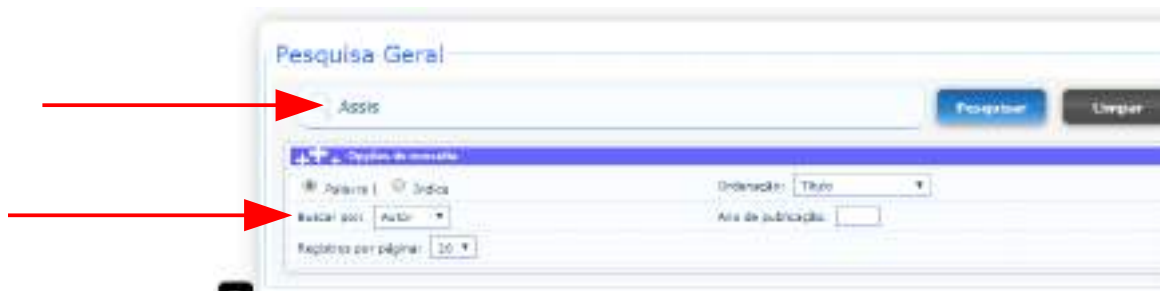 Pesquisa Geral
Assis
Pesquisar Limpar
Opções de consulta
Palavra | Índice
Ordenação: Título
Buscar por: Autor
Ano de publicação:
Registros por página: 10